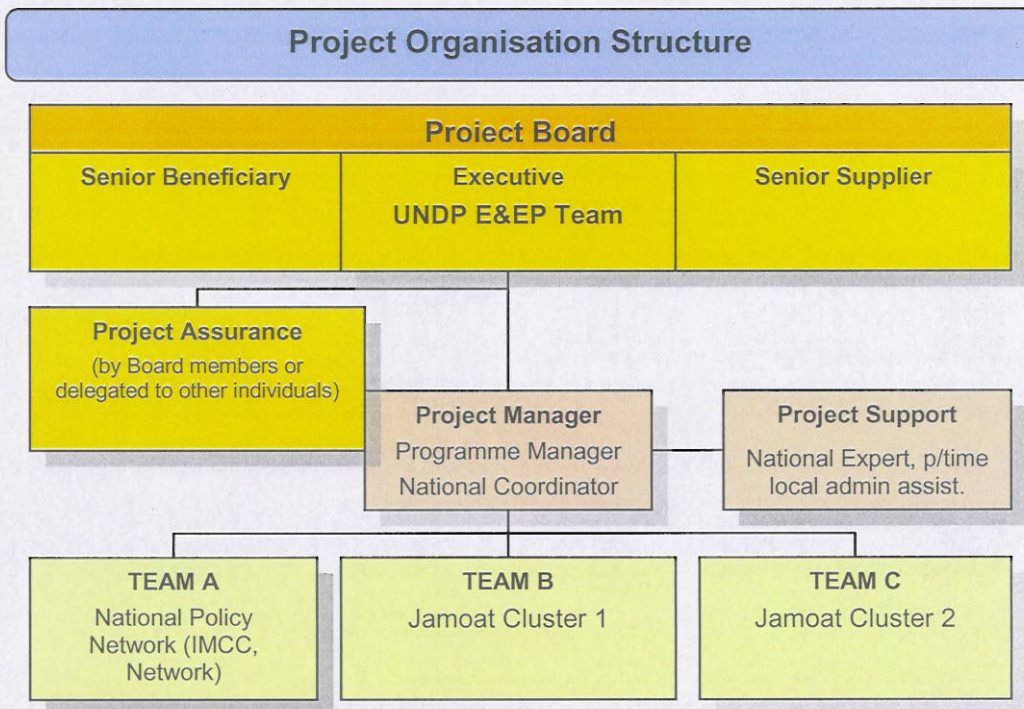 Project Organisation Structure
Project Board
Senior Beneficiary
Executive
UNDP E&EP Team
Senior Supplier
Project Assurance
(by Board members or
delegated to other individuals)
Project Manager
Programme Manager
National Coordinator
Project Support
National Expert, p/time
local admin assist.
TEAM A
National Policy
Network (IMCC,
Network)
TEAM B
Jamoat Cluster 1
TEAM C
Jamoat Cluster 2